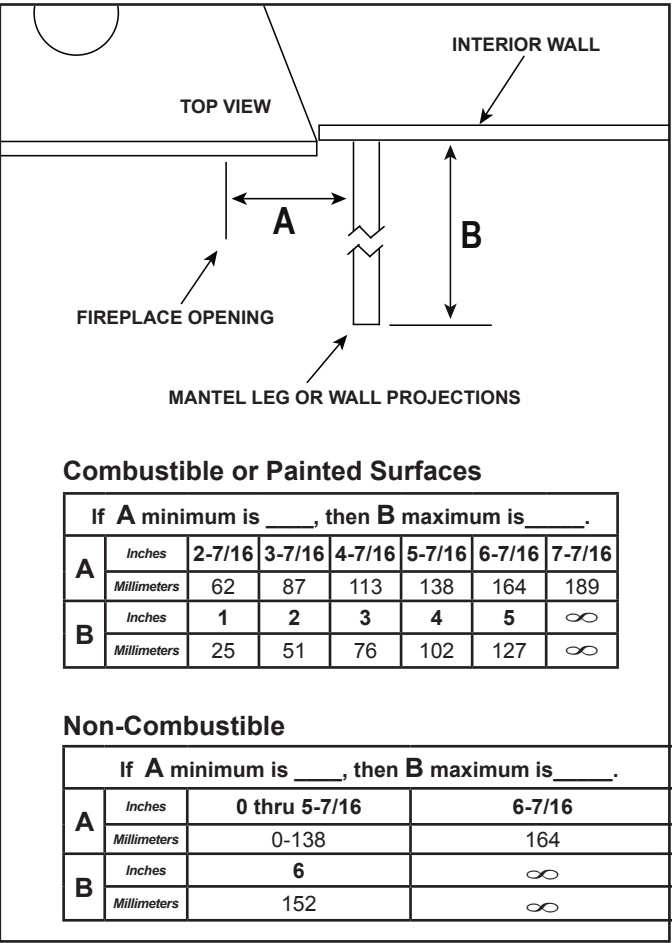 INTERIOR WALL
TOP VIEW
A
B
FIREPLACE OPENING
MANTEL LEG OR WALL PROJECTIONS
Combustible or Painted Surfaces
If A minimum is ____, then B maximum is_____.
A Inches 2-7/16 3-7/16 4-7/16 5-7/16 6-7/16 7-7/16
Millimeters 62 87 113 138 164 189
B Inches 1 2 3 4 5 ∞
Millimeters 25 51 76 102 127 ∞
Non-Combustible
If A minimum is ____, then B maximum is_____.
A Inches 0 thru 5-7/16 6-7/16
Millimeters 0-138 164
B Inches 6 ∞
Millimeters 152 ∞